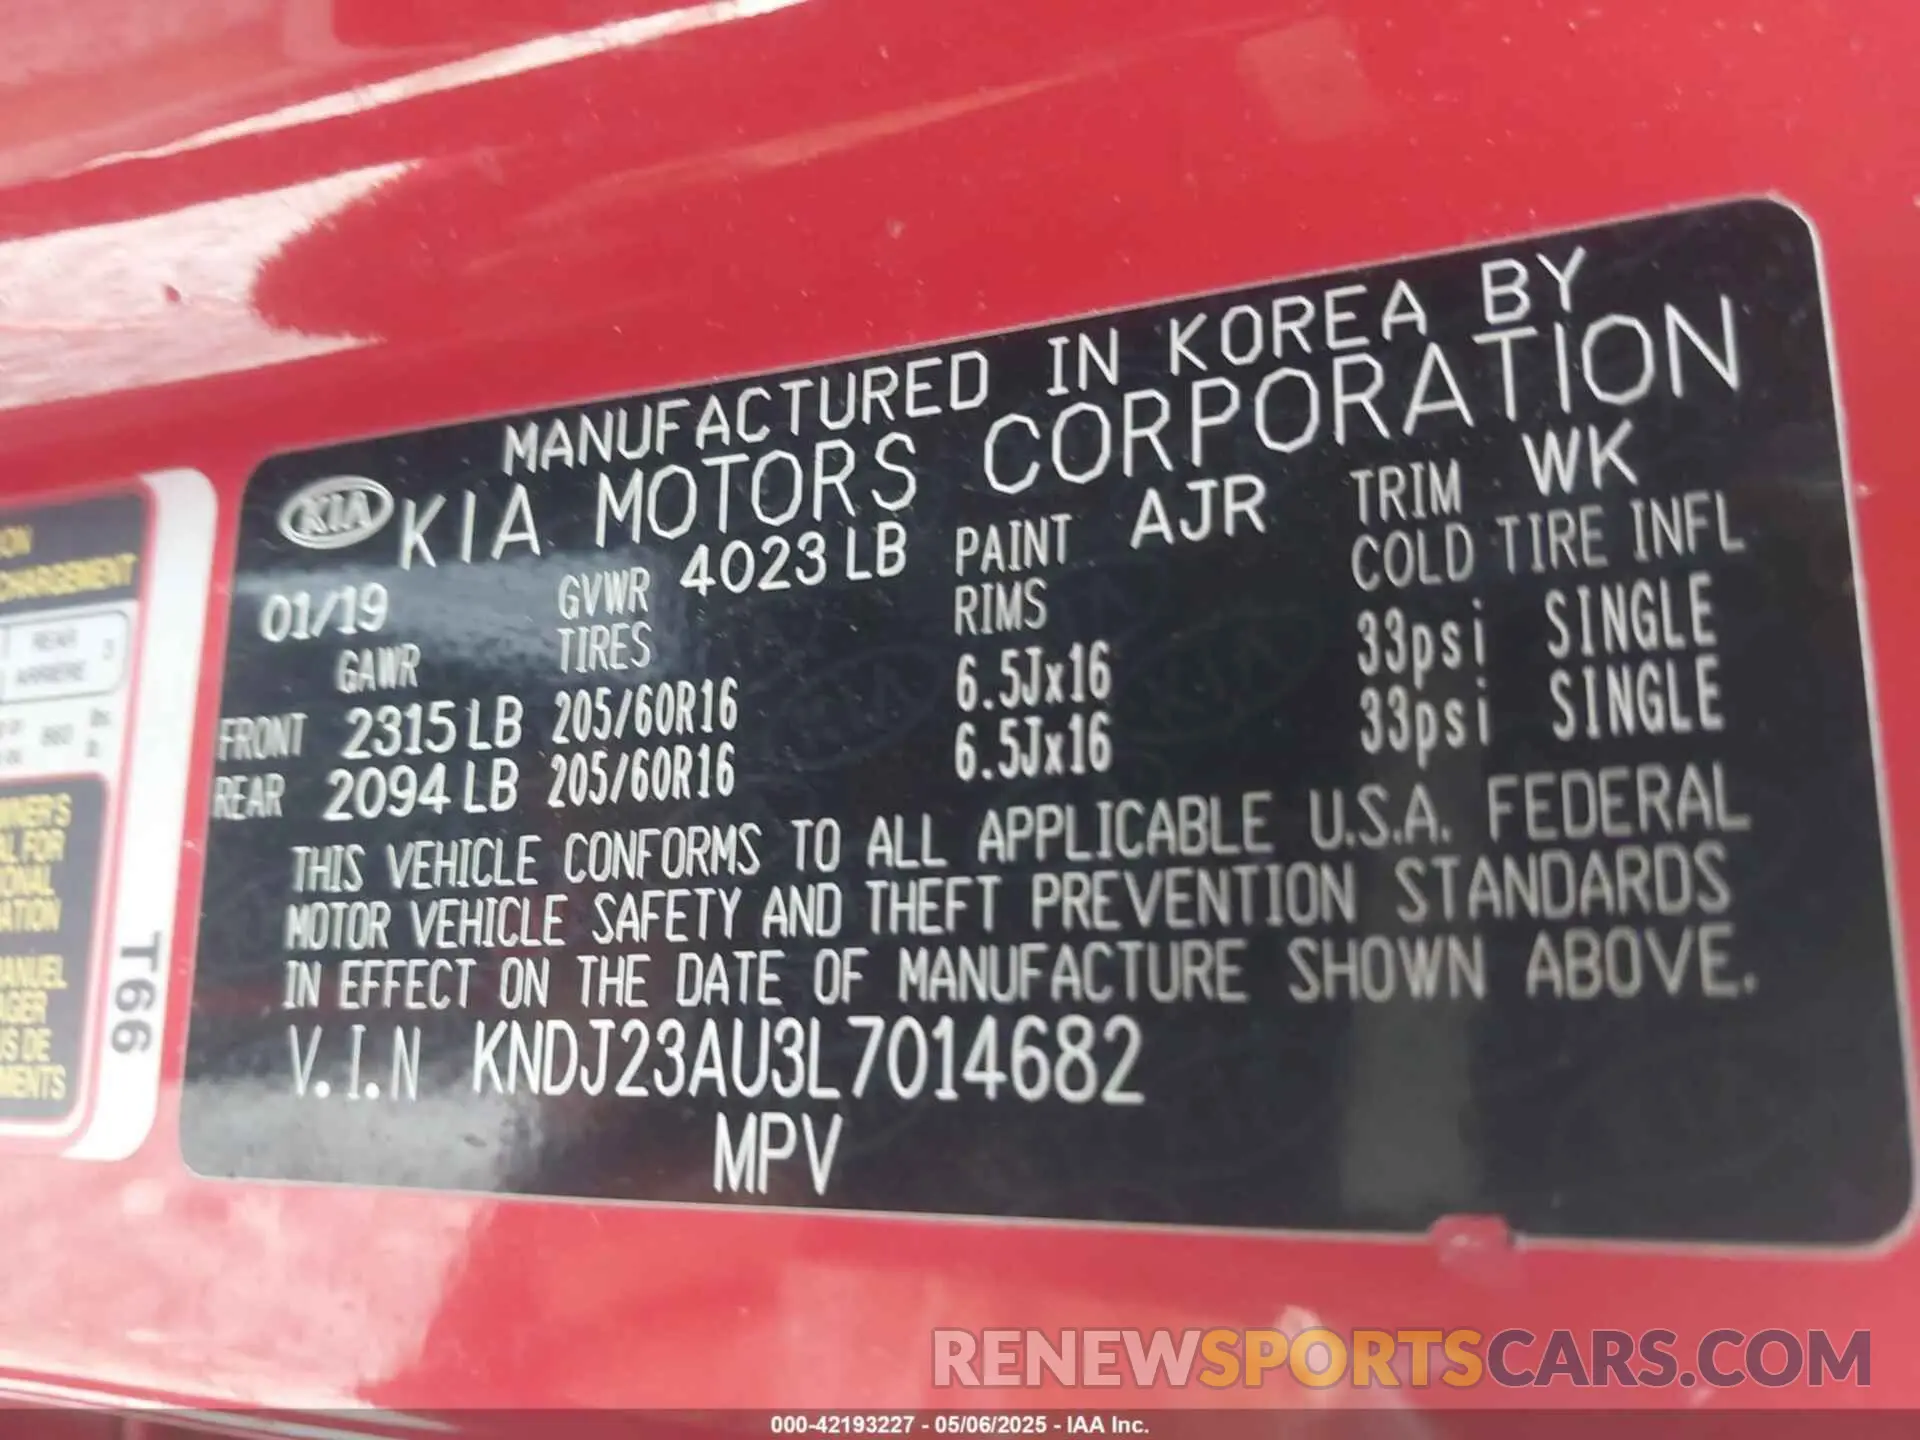 MANUFACTURED IN KOREA BY
KIA KIA MOTORS CORPORATION
01/19 GVWR 4023 LB PAINT AJR TRIM WK
GAWR TIRES RIMS COLD TIRE INFL
FRONT 2315 LB 205/60R16 6.5Jx16 33psi SINGLE
REAR 2094 LB 205/60R16 6.5Jx16 33psi SINGLE
THIS VEHICLE CONFORMS TO ALL APPLICABLE U.S.A. FEDERAL
MOTOR VEHICLE SAFETY AND THEFT PREVENTION STANDARDS
IN EFFECT ON THE DATE OF MANUFACTURE SHOWN ABOVE.
V.I.N KNDJ23AU3L7014682
MPV
REAR
ARRIERE
T66
RENEWSPORTSCARS.COM
000-42193227 - 05/06/2025 - IAA Inc.